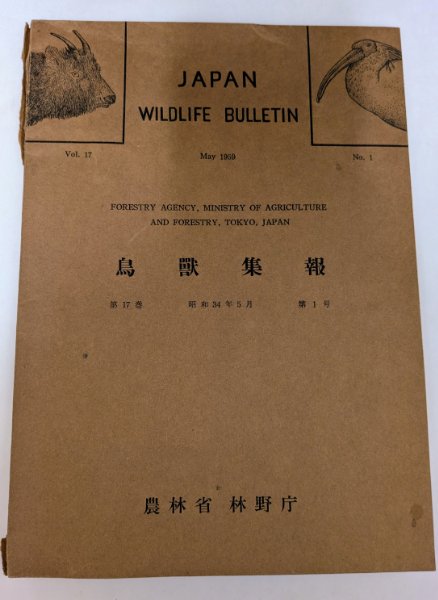 JAPAN
WILDLIFE BULLETIN
Vol. 17 May 1959 No. 1
FORESTRY AGENCY, MINISTRY OF AGRICULTURE
AND FORESTRY, TOKYO, JAPAN
鳥獸集報
第17巻 昭和34年5月 第1号
農林省 林野庁